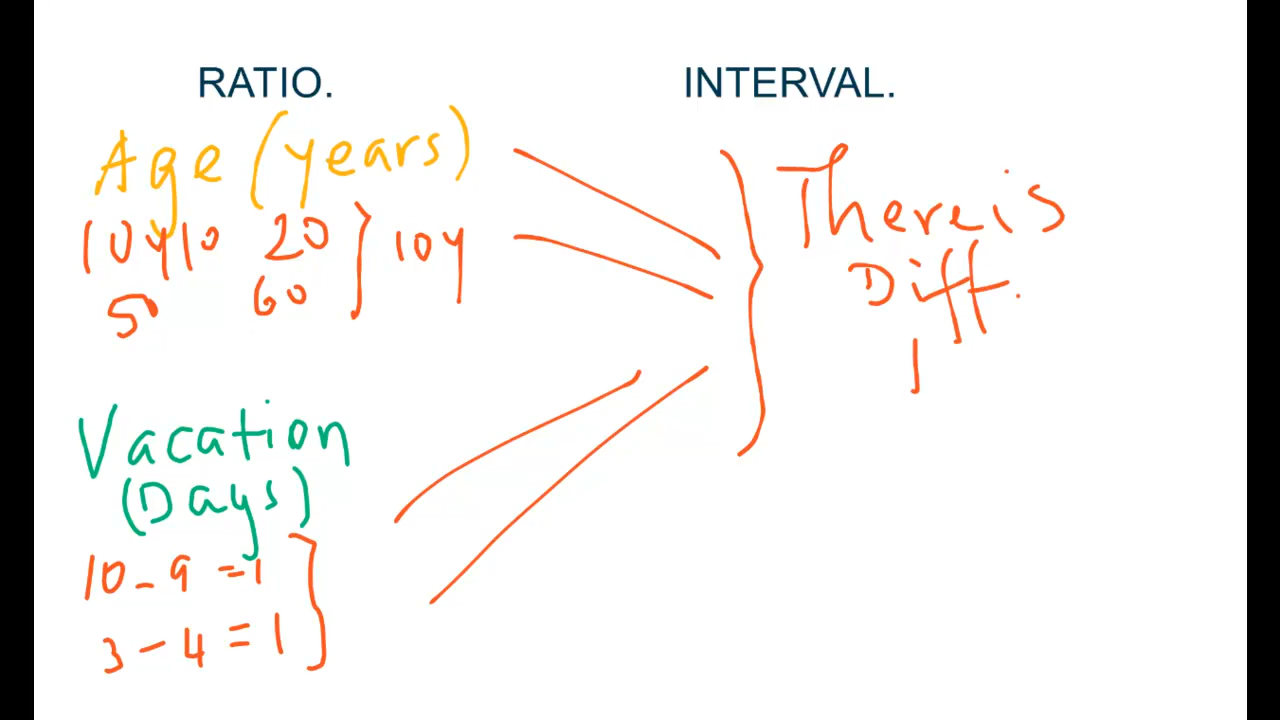 RATIO.
INTERVAL.
Age (years)
10y 10 20 } 10y
50 60
Vacation
(Days)
10 - 9 = 1
3 - 4 = 1
There is
Diff.